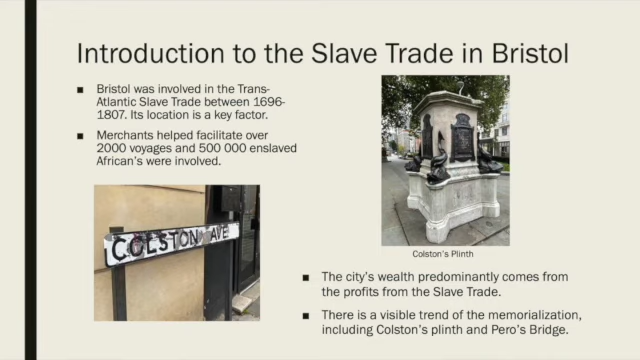 Introduction to the Slave Trade in Bristol
Bristol was involved in the Trans-
Atlantic Slave Trade between 1696-
1807. Its location is a key factor.
Merchants helped facilitate over
2000 voyages and 500 000 enslaved
African's were involved.
COLSTON AVE
Colston's Plinth
The city's wealth predominantly comes from
the profits from the Slave Trade.
There is a visible trend of the memorialization,
including Colston's plinth and Pero's Bridge.